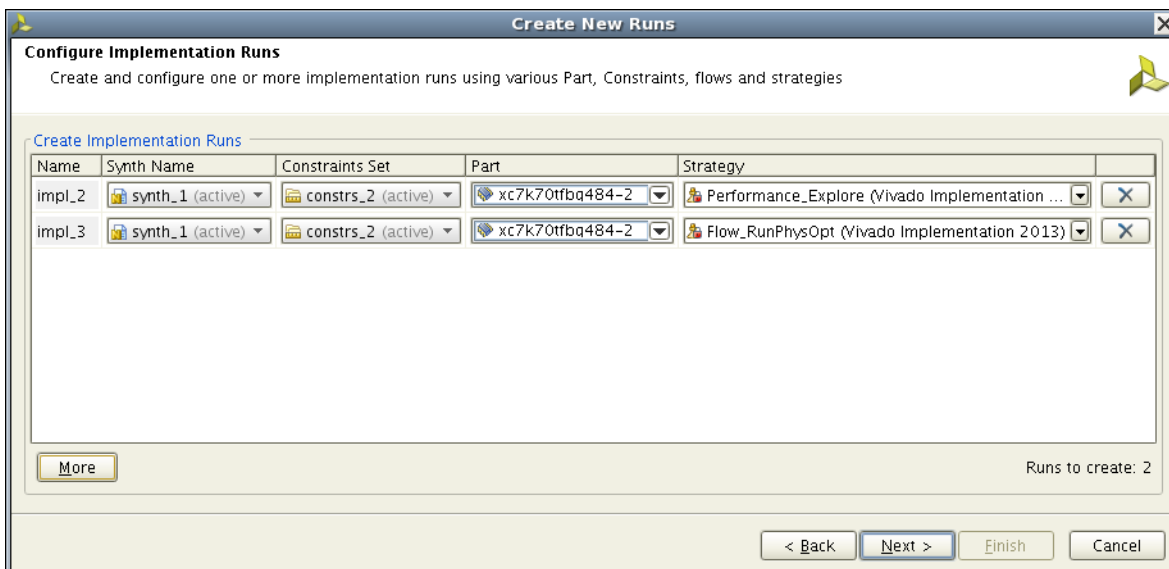 Create New Runs
Configure Implementation Runs
Create and configure one or more implementation runs using various Part, Constraints, flows and strategies
Create Implementation Runs
Name Synth Name Constraints Set Part Strategy
impl_2 synth_1 (active) constrs_2 (active) xc7k70tfbg484-2 Performance_Explore (Vivado Implementation ...
impl_3 synth_1 (active) constrs_2 (active) xc7k70tfbg484-2 Flow_RunPhysOpt (Vivado Implementation 2013)
More Runs to create: 2
< Back Next > Finish Cancel